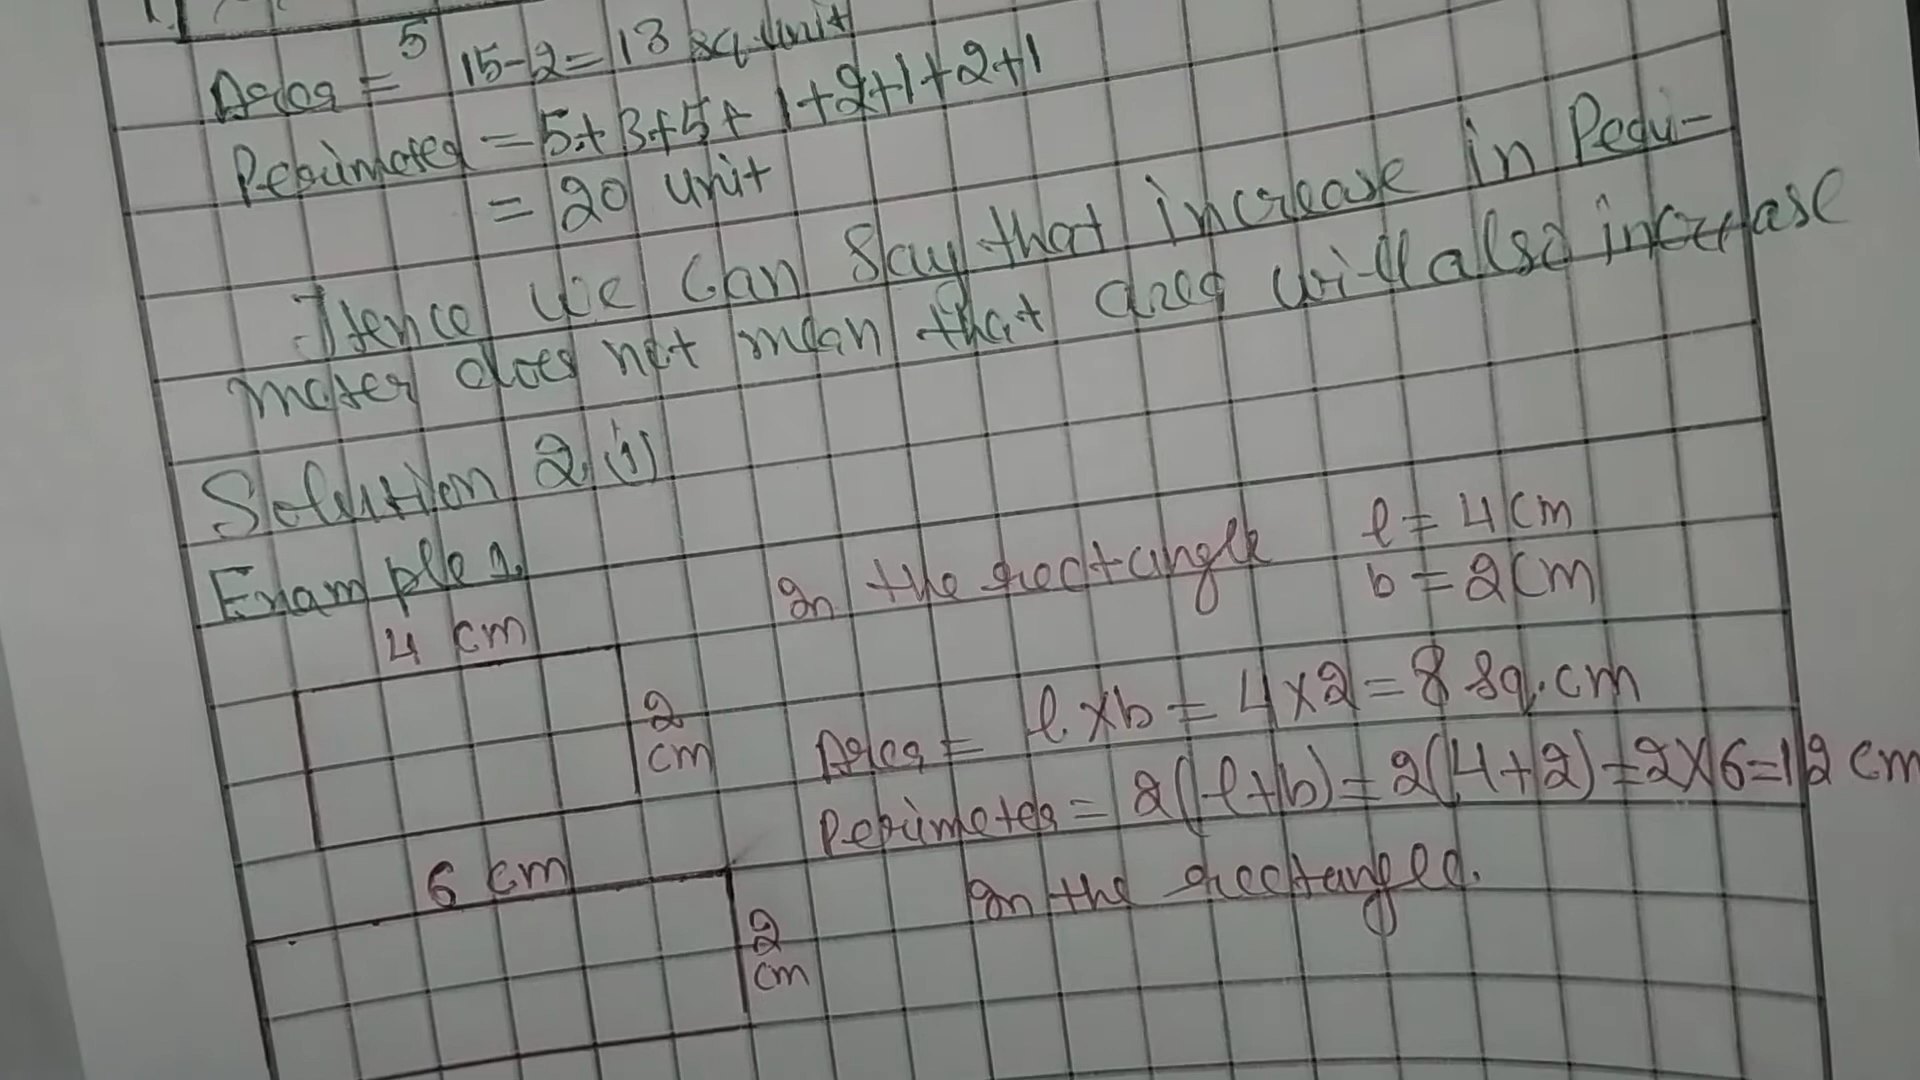 5
Area = 15-2=13 sq unit
Perimeter = 5+3+5+1+2+1+2+1
= 20 unit
Hence we can say that increase in Peri-
meter does not mean that area will also increase
Solution 2.(i)
Example 1.
4 cm
In the rectangle
l = 4 cm
b = 2 cm
2
cm
Area = l x b = 4 x 2 = 8 sq. cm
Perimeter = 2(l+b) = 2(4+2) = 2x6=12 cm
6 cm
In the rectangle.
2
cm